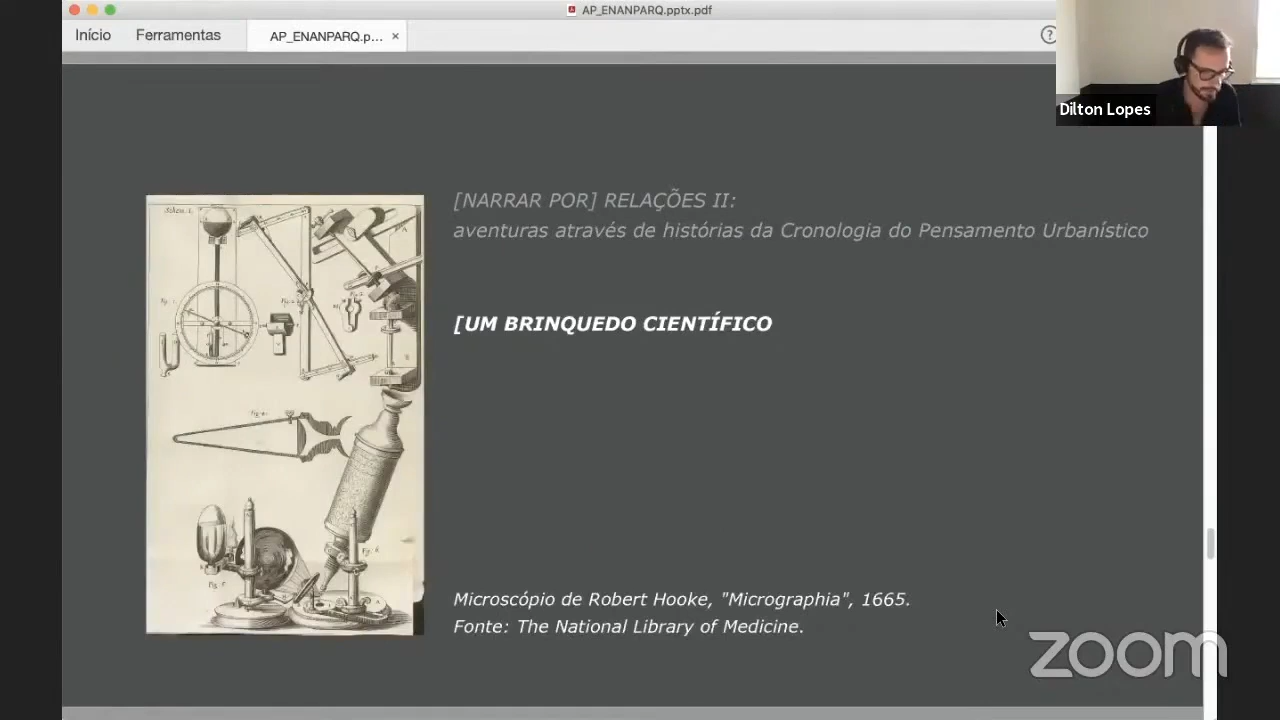 AP_ENANPARQ.pptx.pdf
Início
Ferramentas
AP_ENANPARQ.p... ×
?
Dilton Lopes
[NARRAR POR] RELAÇÕES II:
aventuras através de histórias da Cronologia do Pensamento Urbanístico
[UM BRINQUEDO CIENTÍFICO
Microscópio de Robert Hooke, "Micrographia", 1665.
Fonte: The National Library of Medicine.
zoom